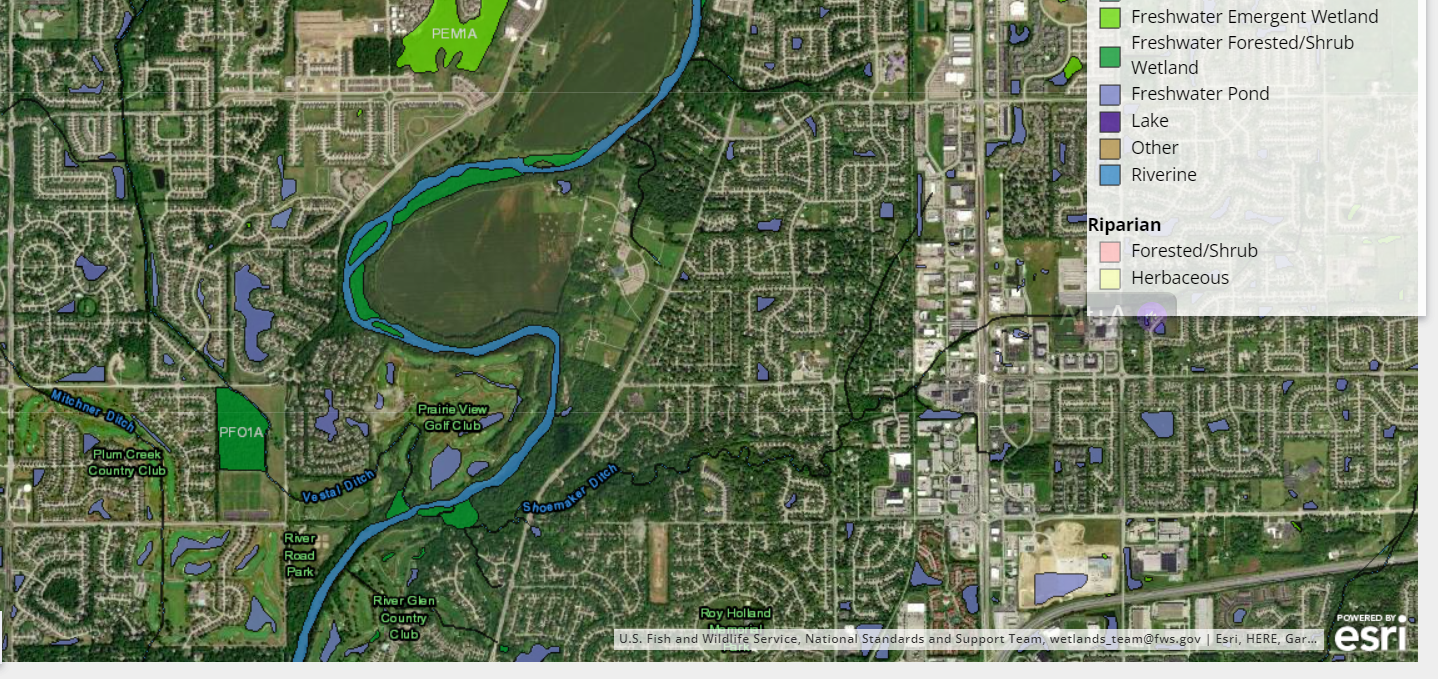 PEM1A
Freshwater Emergent Wetland
Freshwater Forested/Shrub
Wetland
Freshwater Pond
Lake
Other
Riverine
Riparian
Forested/Shrub
Herbaceous
Mitchner Ditch
PFO1A
Plum Creek
Country Club
Prairie View
Golf Club
Vestal Ditch
Shoemaker Ditch
River
Road
Park
River Glen
Country
Club
Roy Holland
Memorial
Park
U.S. Fish and Wildlife Service, National Standards and Support Team, wetlands_team@fws.gov | Esri, HERE, Gar...
POWERED BY
esri